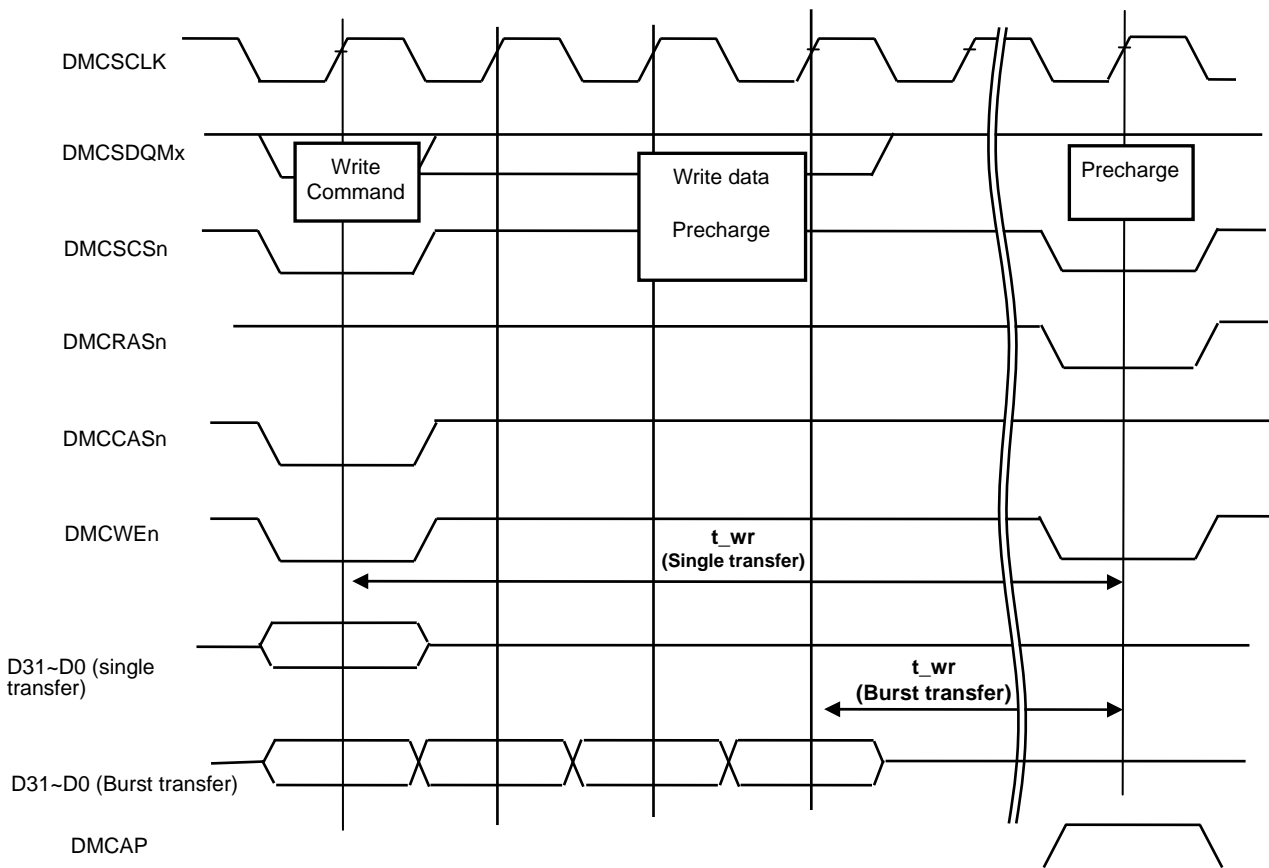 DMCSCLK
DMCSDQMx
Write
Command
Write data
Precharge
Precharge
DMCSCSn
DMCRASn
DMCCASn
DMCWEn
t_wr
(Single transfer)
D31~D0 (single
transfer)
t_wr
(Burst transfer)
D31~D0 (Burst transfer)
DMCAP